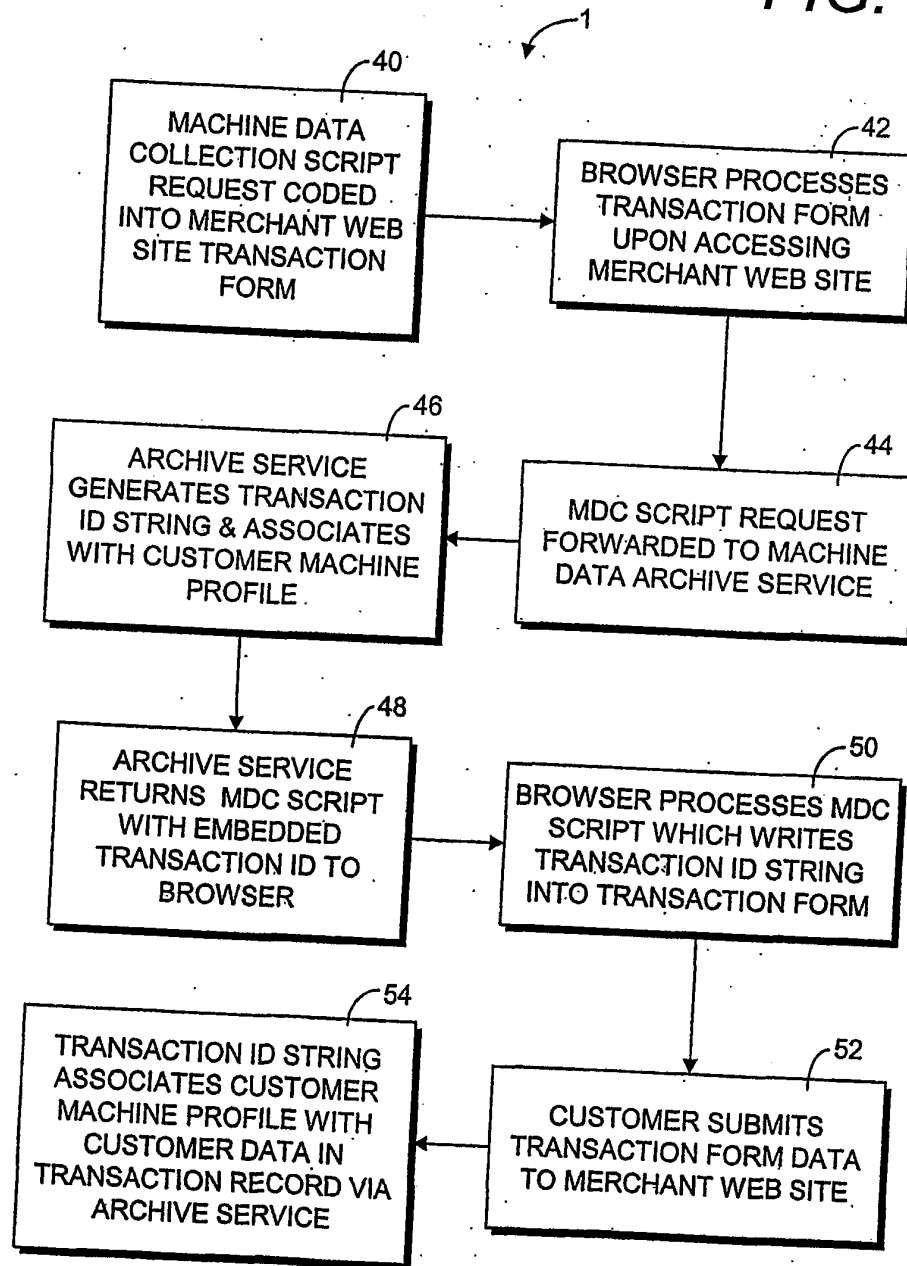 FIG.
1
40
MACHINE DATA
COLLECTION SCRIPT
REQUEST CODED
INTO MERCHANT WEB
SITE TRANSACTION
FORM
42
BROWSER PROCESSES
TRANSACTION FORM
UPON ACCESSING
MERCHANT WEB SITE
44
MDC SCRIPT REQUEST
FORWARDED TO MACHINE
DATA ARCHIVE SERVICE
46
ARCHIVE SERVICE
GENERATES TRANSACTION
ID STRING & ASSOCIATES
WITH CUSTOMER MACHINE
PROFILE
48
ARCHIVE SERVICE
RETURNS MDC SCRIPT
WITH EMBEDDED
TRANSACTION ID TO
BROWSER
50
BROWSER PROCESSES MDC
SCRIPT WHICH WRITES
TRANSACTION ID STRING
INTO TRANSACTION FORM
52
CUSTOMER SUBMITS
TRANSACTION FORM DATA
TO MERCHANT WEB SITE
54
TRANSACTION ID STRING
ASSOCIATES CUSTOMER
MACHINE PROFILE WITH
CUSTOMER DATA IN
TRANSACTION RECORD VIA
ARCHIVE SERVICE